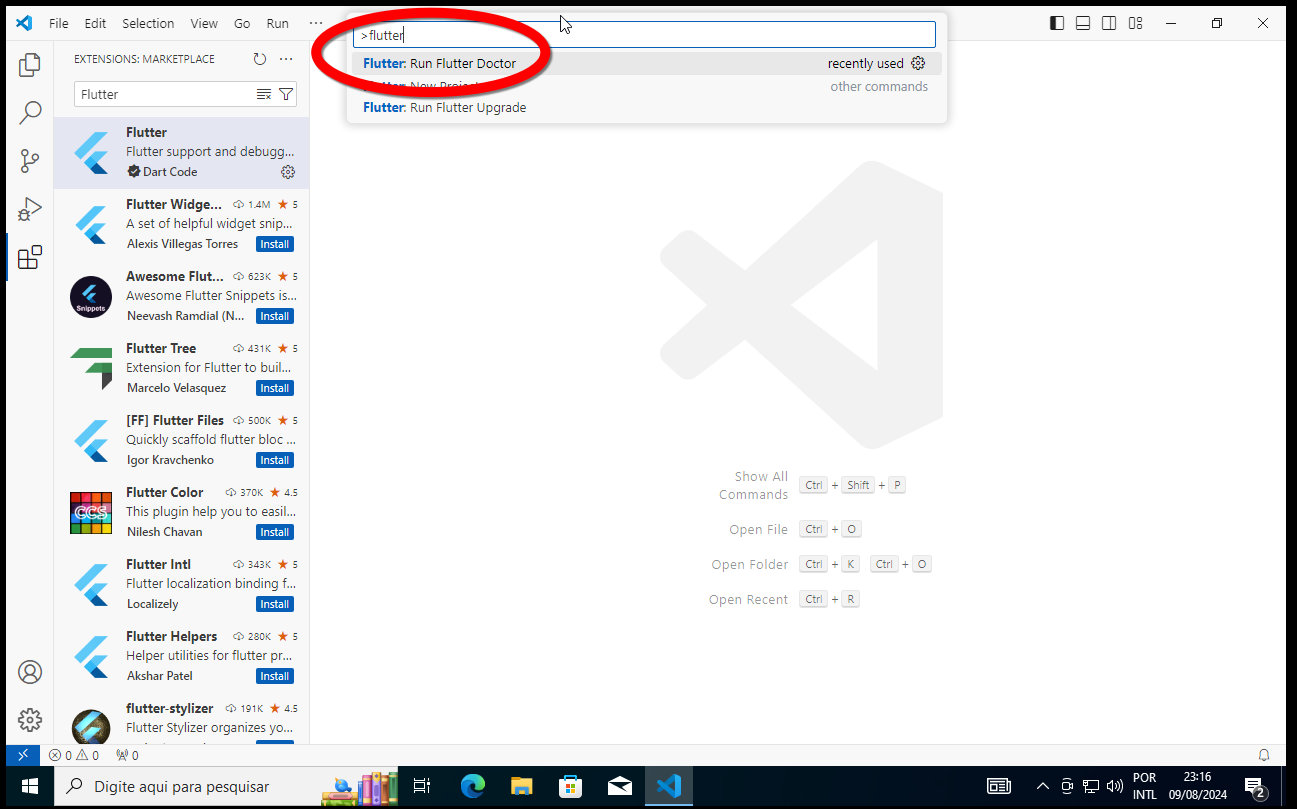 File Edit Selection View Go Run ···
>flutter
Flutter: Run Flutter Doctor recently used
Flutter: New Project other commands
Flutter: Run Flutter Upgrade
EXTENSIONS: MARKETPLACE
Flutter
Flutter
Flutter support and debugg...
Dart Code
Flutter Widge... 1.4M ★ 5
A set of helpful widget snip...
Alexis Villegas Torres Install
Awesome Flut... 623K ★ 5
Snippets
Awesome Flutter Snippets is...
Neevash Ramdial (N... Install
Flutter Tree 431K ★ 5
Extension for Flutter to buil...
Marcelo Velasquez Install
[FF] Flutter Files 500K ★ 5
Quickly scaffold flutter bloc ...
Igor Kravchenko Install
Flutter Color 370K ★ 4.5
CCS
This plugin help you to easil...
Nilesh Chavan Install
Flutter Intl 343K ★ 5
Flutter localization binding f...
Localizely Install
Flutter Helpers 280K ★ 5
Helper utilities for flutter pr...
Akshar Patel Install
flutter-stylizer 191K ★ 4.5
Flutter Stylizer organizes yo...
Show All
Commands Ctrl + Shift + P
Open File Ctrl + O
Open Folder Ctrl + K Ctrl + O
Open Recent Ctrl + R
0 0 0
Digite aqui para pesquisar
POR
INTL
23:16
09/08/2024
2